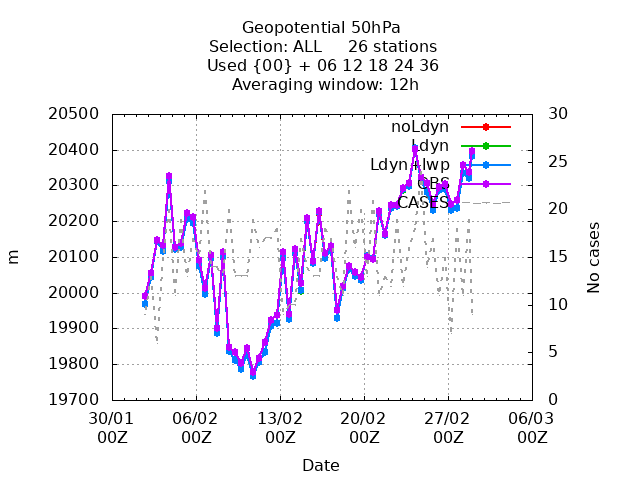 Geopotential 50hPa
Selection: ALL 26 stations
Used {00} + 06 12 18 24 36
Averaging window: 12h
20500
20400
20300
20200
20100
20000
19900
19800
19700
m
30
25
20
15
10
5
0
No cases
noLdyn
Ldyn
Ldyn+lwp
OBS
CASES
30/01 06/02 13/02 20/02 27/02 06/03
00Z 00Z 00Z 00Z 00Z 00Z
Date